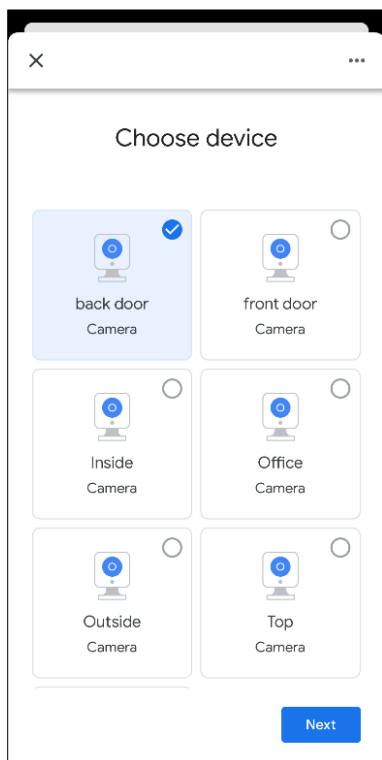 Choose device
back door
Camera
front door
Camera
Inside
Camera
Office
Camera
Outside
Camera
Top
Camera
Next